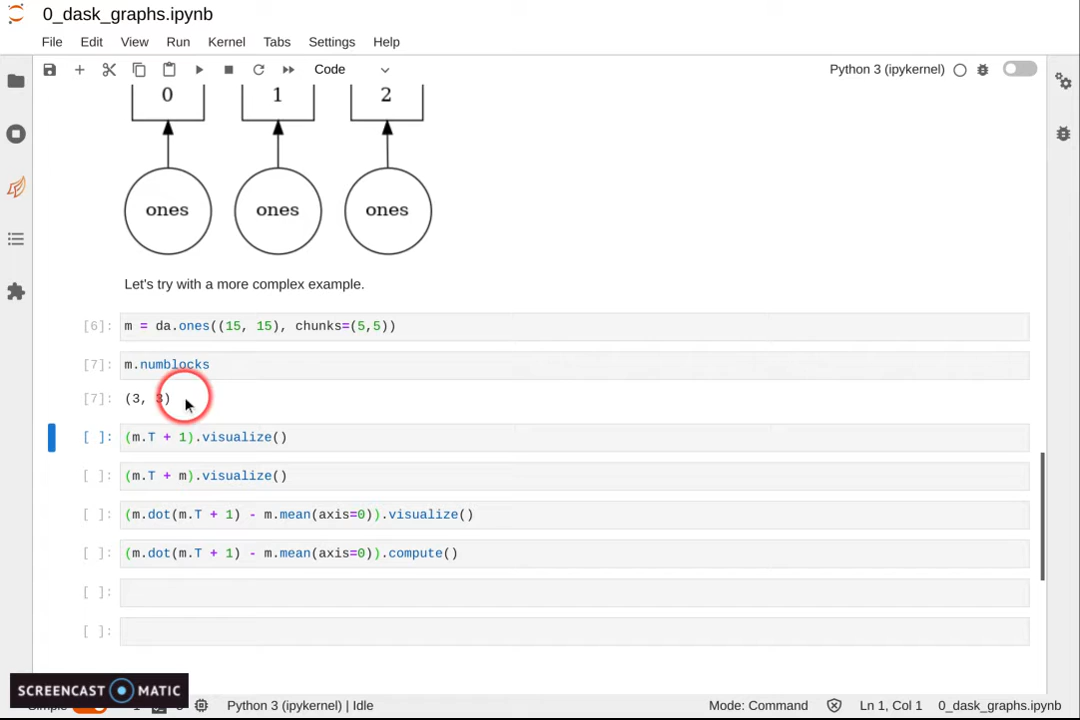 0_dask_graphs.ipynb
File Edit View Run Kernel Tabs Settings Help
Code Python 3 (ipykernel)
0 1 2
ones ones ones
Let's try with a more complex example.
[6]: m = da.ones((15, 15), chunks=(5,5))
[7]: m.numblocks
[7]: (3, 3)
[ ]: (m.T + 1).visualize()
[ ]: (m.T + m).visualize()
[ ]: (m.dot(m.T + 1) - m.mean(axis=0)).visualize()
[ ]: (m.dot(m.T + 1) - m.mean(axis=0)).compute()
[ ]:
[ ]:
SCREENCAST MATIC
Python 3 (ipykernel) | Idle Mode: Command Ln 1, Col 1 0_dask_graphs.ipynb